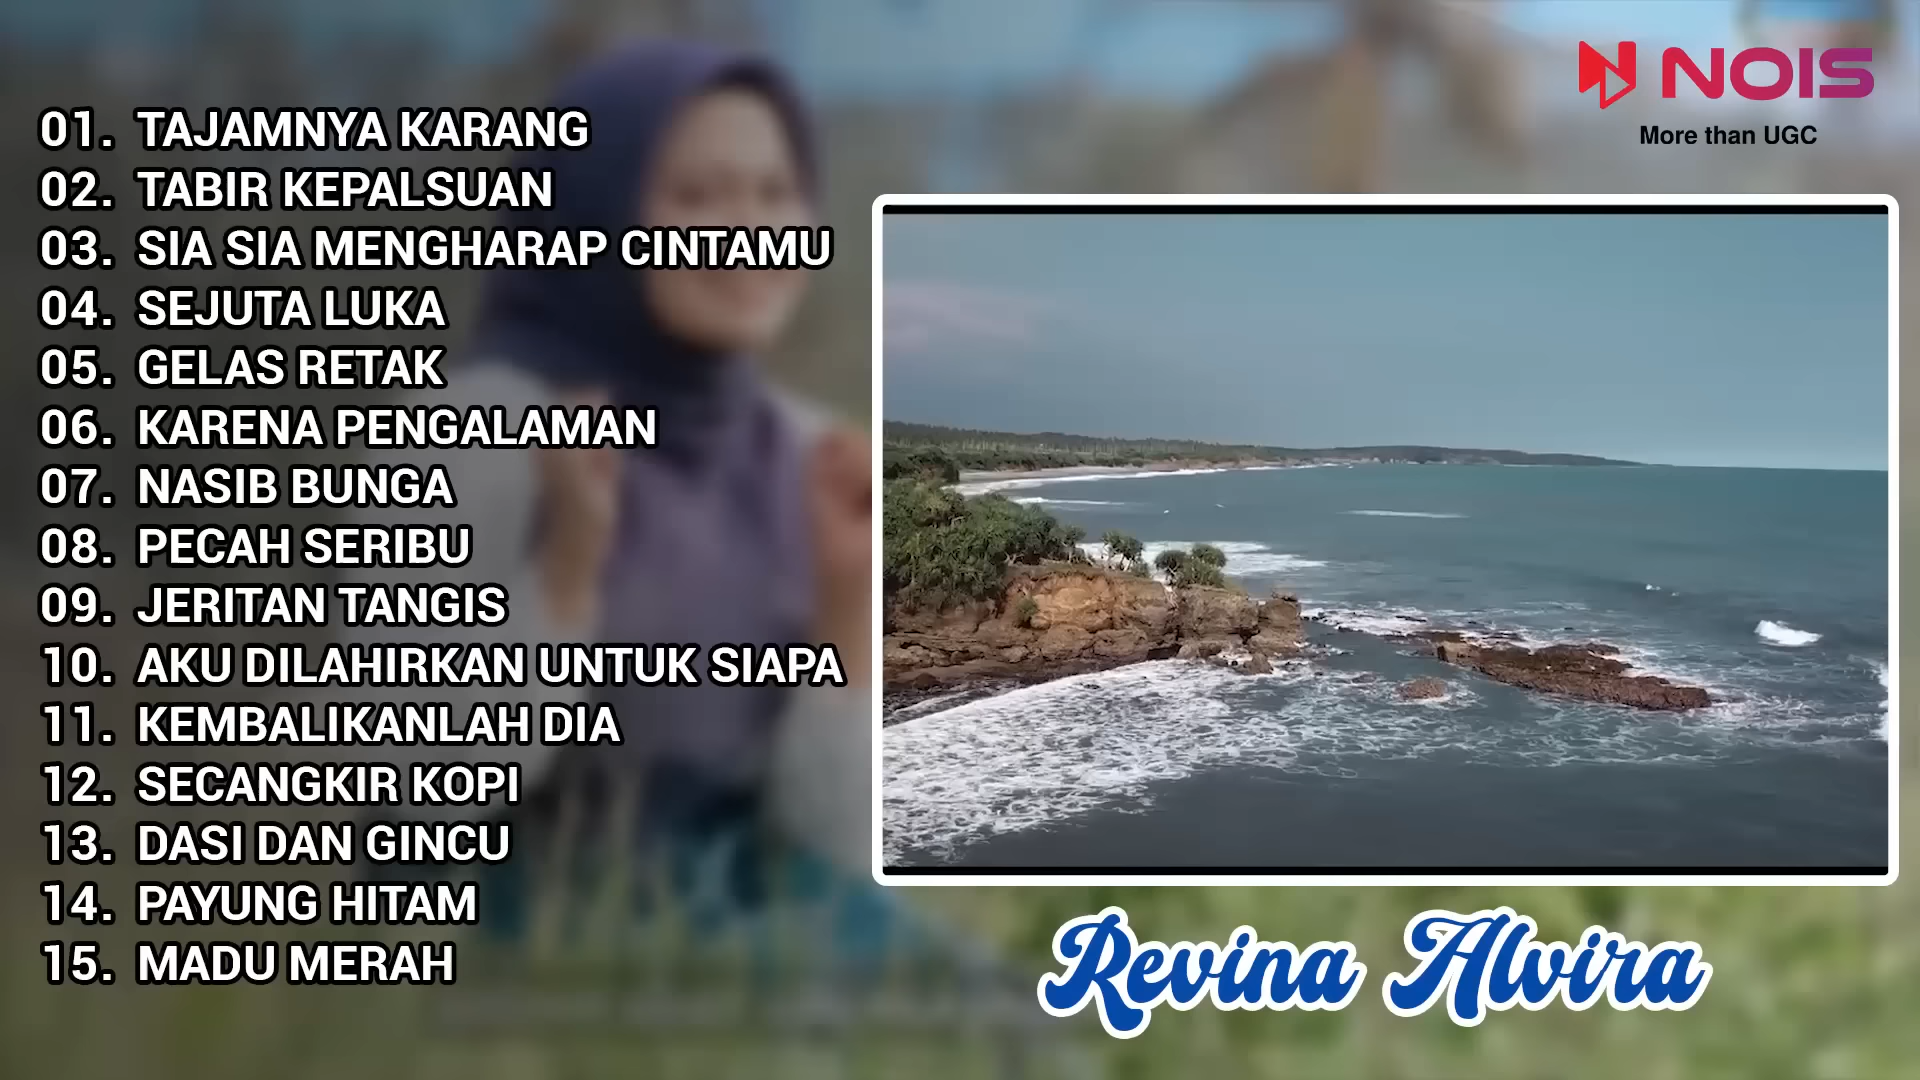 NOIS
More than UGC
01. TAJAMNYA KARANG
02. TABIR KEPALSUAN
03. SIA SIA MENGHARAP CINTAMU
04. SEJUTA LUKA
05. GELAS RETAK
06. KARENA PENGALAMAN
07. NASIB BUNGA
08. PECAH SERIBU
09. JERITAN TANGIS
10. AKU DILAHIRKAN UNTUK SIAPA
11. KEMBALIKANLAH DIA
12. SECANGKIR KOPI
13. DASI DAN GINCU
14. PAYUNG HITAM
15. MADU MERAH
Revina Alvira